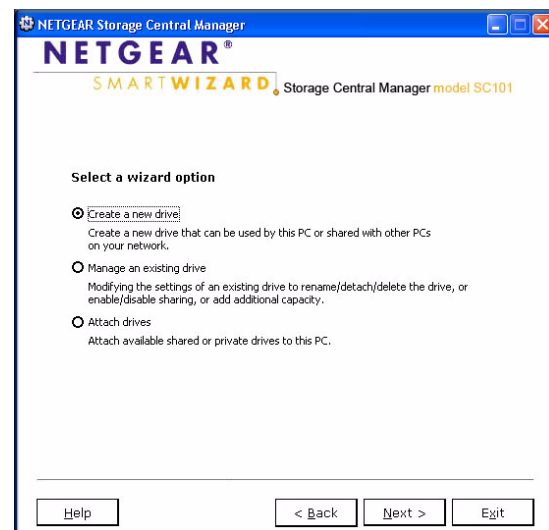 NETGEAR Storage Central Manager
NETGEAR®
SMARTWIZARD Storage Central Manager model SC101
Select a wizard option
Create a new drive
Create a new drive that can be used by this PC or shared with other PCs
on your network.
Manage an existing drive
Modifying the settings of an existing drive to rename/detach/delete the drive, or
enable/disable sharing, or add additional capacity.
Attach drives
Attach available shared or private drives to this PC.
Help < Back Next > Exit